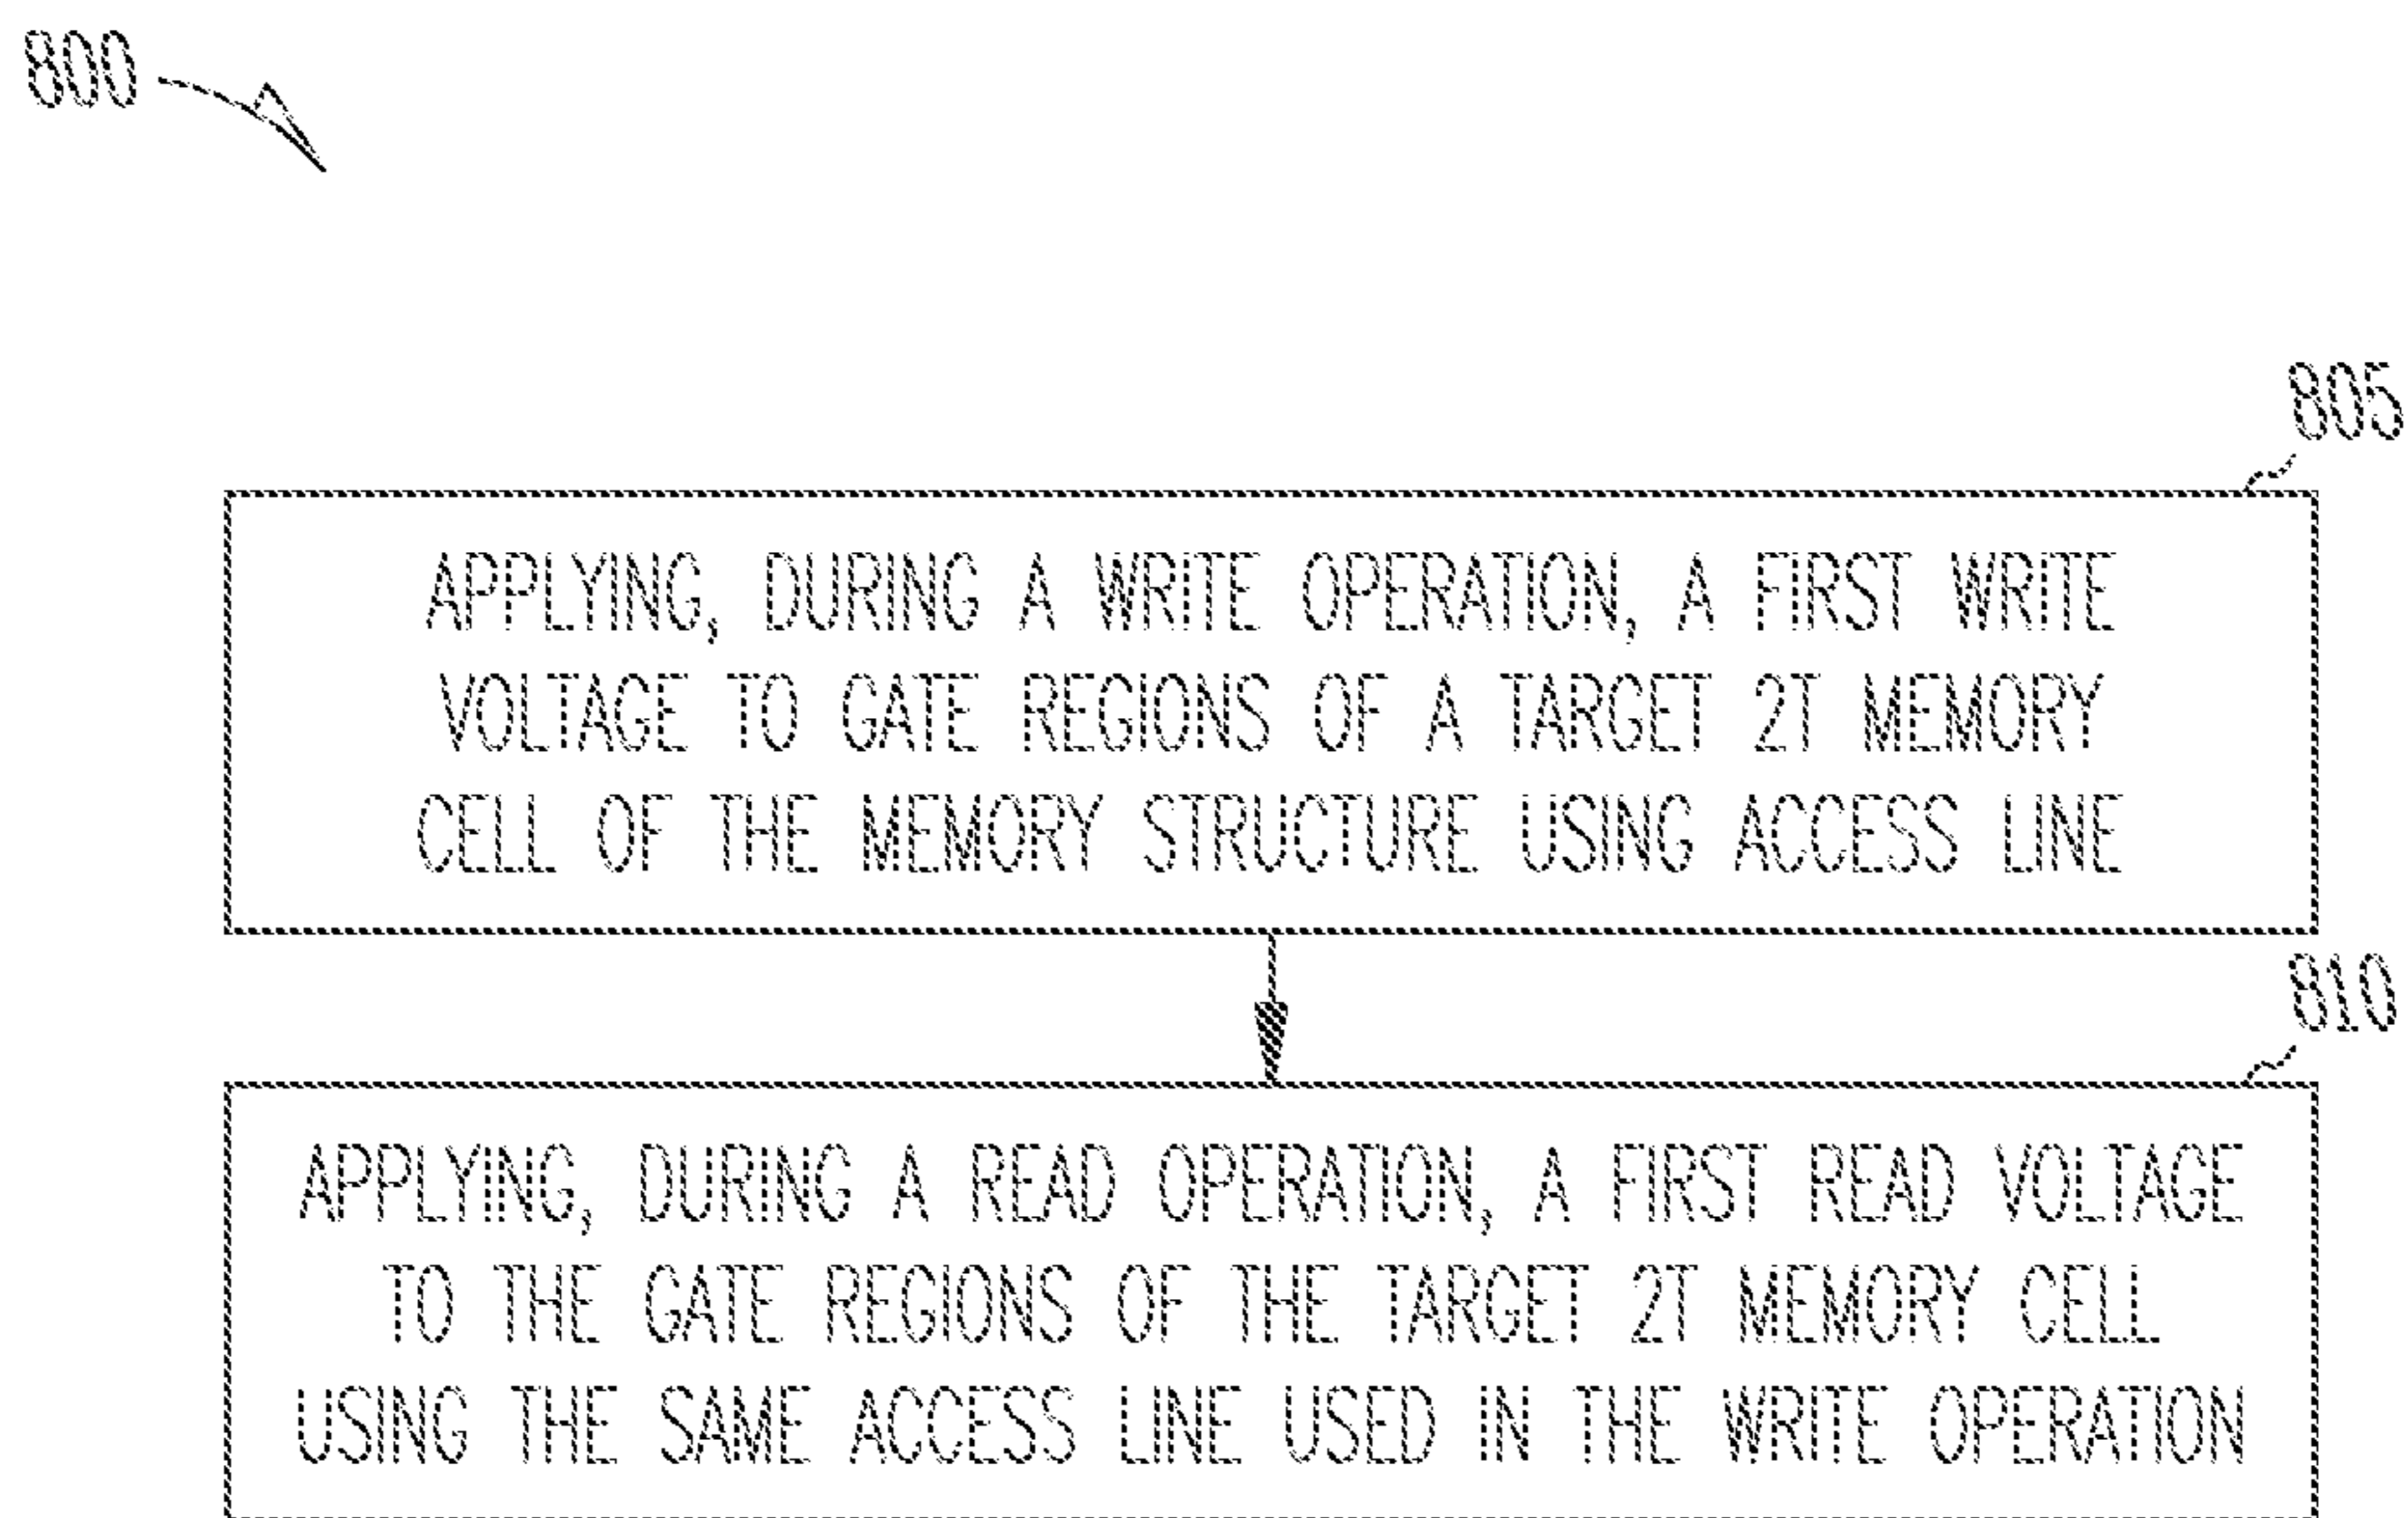 800
805
APPLYING, DURING A WRITE OPERATION, A FIRST WRITE
VOLTAGE TO GATE REGIONS OF A TARGET 2T MEMORY
CELL OF THE MEMORY STRUCTURE USING ACCESS LINE
810
APPLYING, DURING A READ OPERATION, A FIRST READ VOLTAGE
TO THE GATE REGIONS OF THE TARGET 2T MEMORY CELL
USING THE SAME ACCESS LINE USED IN THE WRITE OPERATION